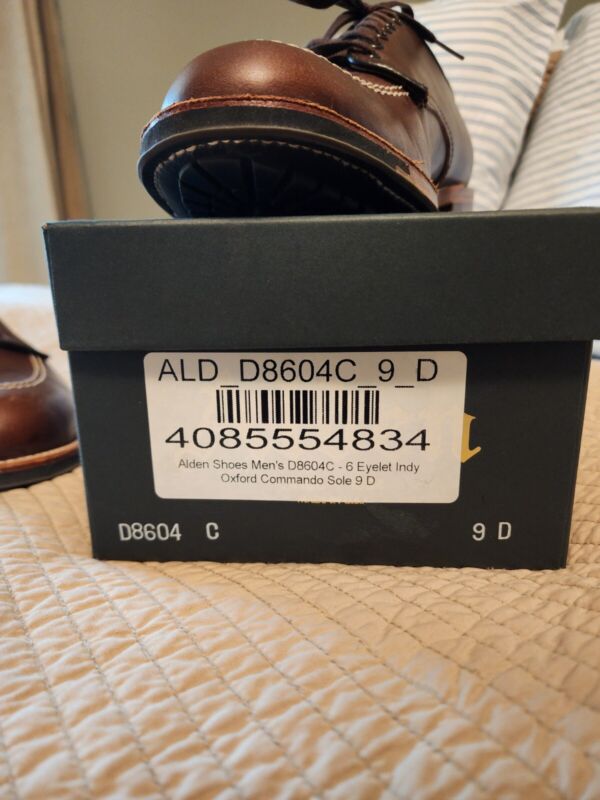 ALD_D8604C_9_D
4085554834
Alden Shoes Men's D8604C - 6 Eyelet Indy
Oxford Commando Sole 9 D
D8604 C 9 D